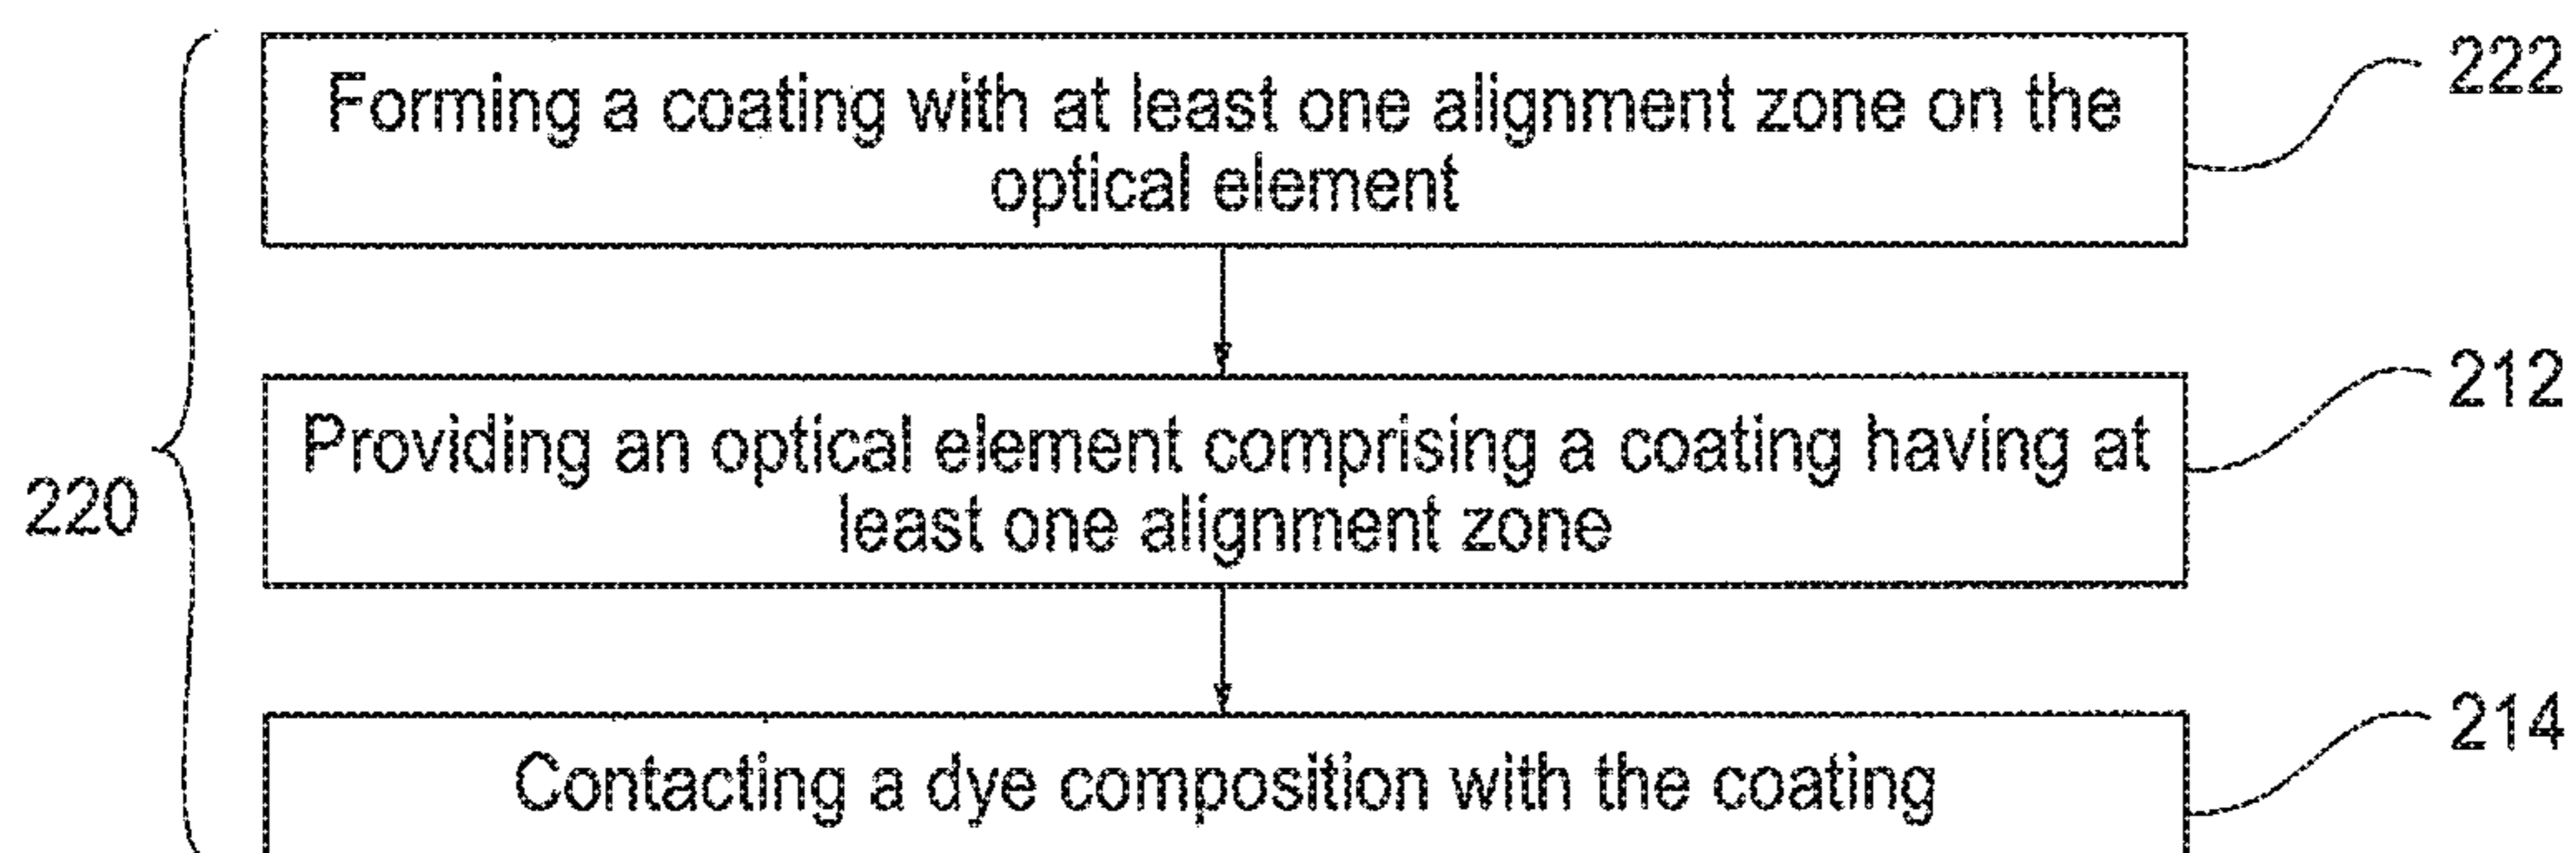 Forming a coating with at least one alignment zone on the
optical element
222
Providing an optical element comprising a coating having at
least one alignment zone
212
220
Contacting a dye composition with the coating
214